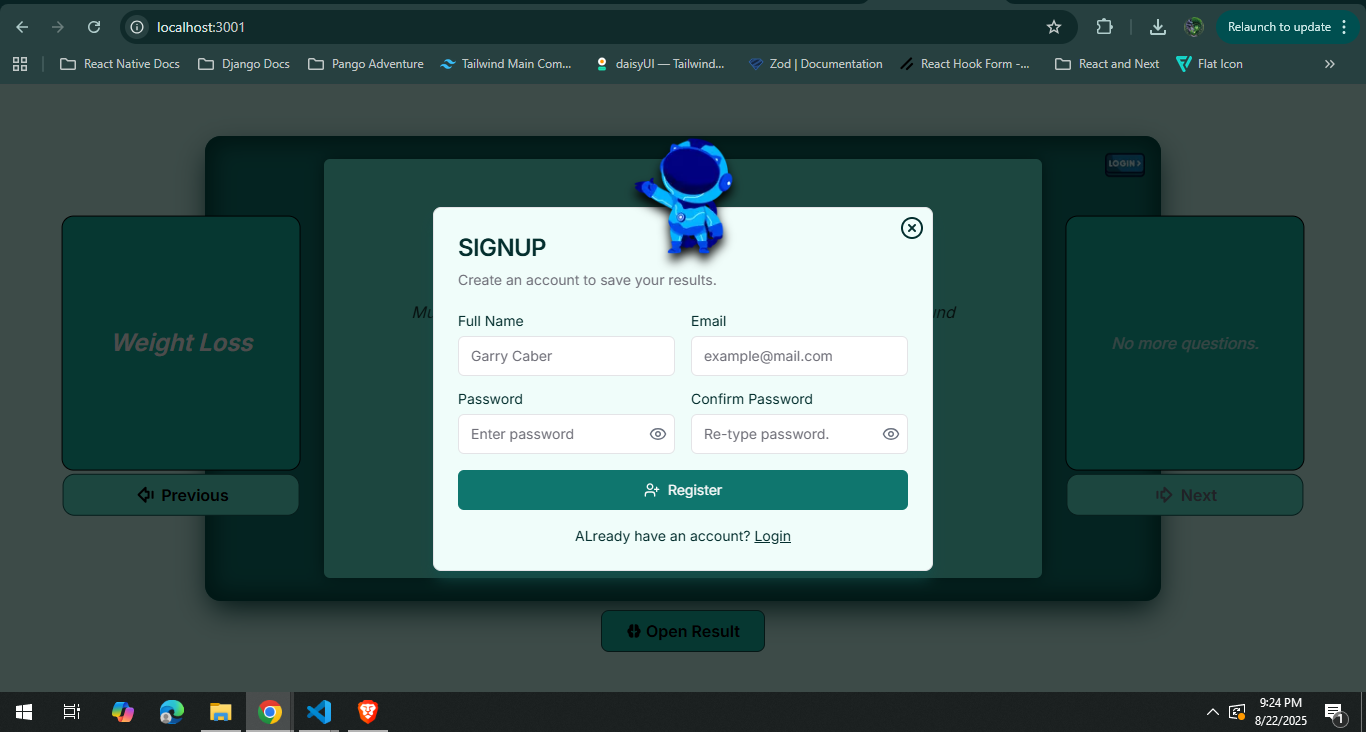 localhost:3001
Relaunch to update
React Native Docs
Django Docs
Pango Adventure
Tailwind Main Com...
daisyUI — Tailwind...
Zod | Documentation
React Hook Form -...
React and Next
Flat Icon
LOGIN >
SIGNUP
Create an account to save your results.
Full Name
Email
Garry Caber
example@mail.com
Password
Confirm Password
Enter password
Re-type password.
Register
ALready have an account? Login
Weight Loss
Previous
No more questions.
Next
Open Result
9:24 PM
8/22/2025
1